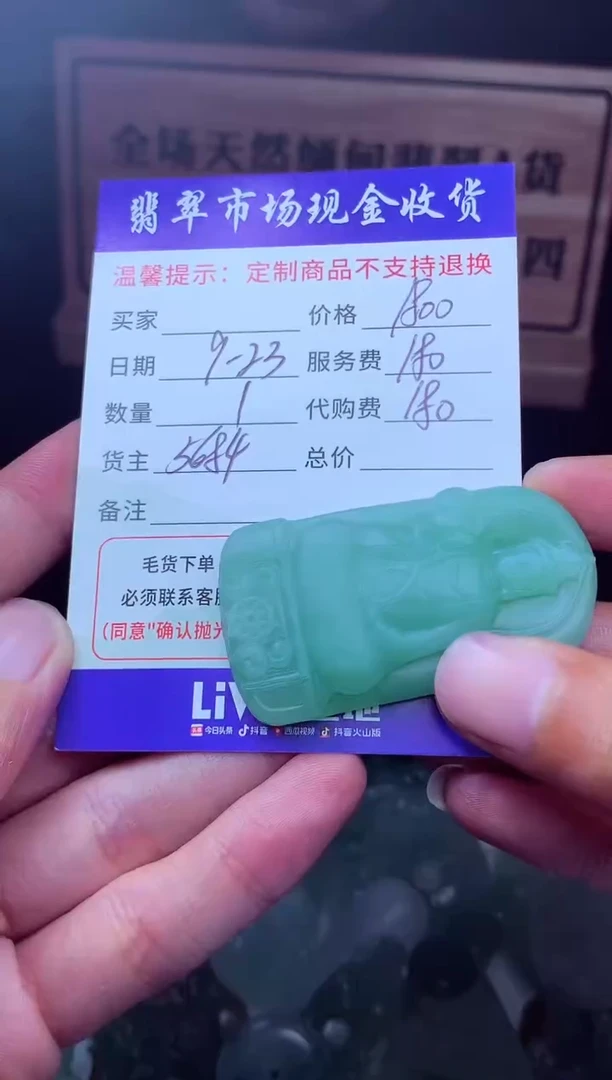 全场天然缅甸翡翠A货
四
翡翠市场现金收货
温馨提示：定制商品不支持退换
买家 价格 1800
日期 9-23 服务费 180
数量 1 代购费 180
货主 5684 总价
备注
毛货下单
必须联系客服
(同意"确认抛光
LiV
今日头条 抖音 西瓜视频 抖音火山版